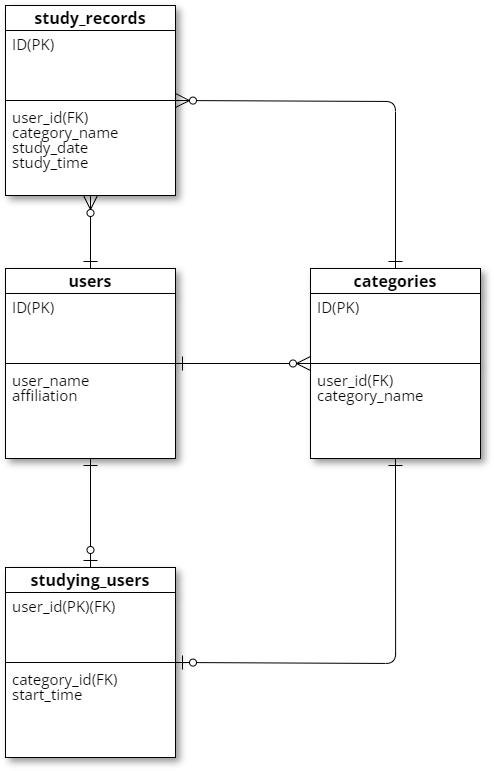 study_records
ID(PK)
user_id(FK)
category_name
study_date
study_time
users
ID(PK)
user_name
affiliation
categories
ID(PK)
user_id(FK)
category_name
studying_users
user_id(PK)(FK)
category_id(FK)
start_time